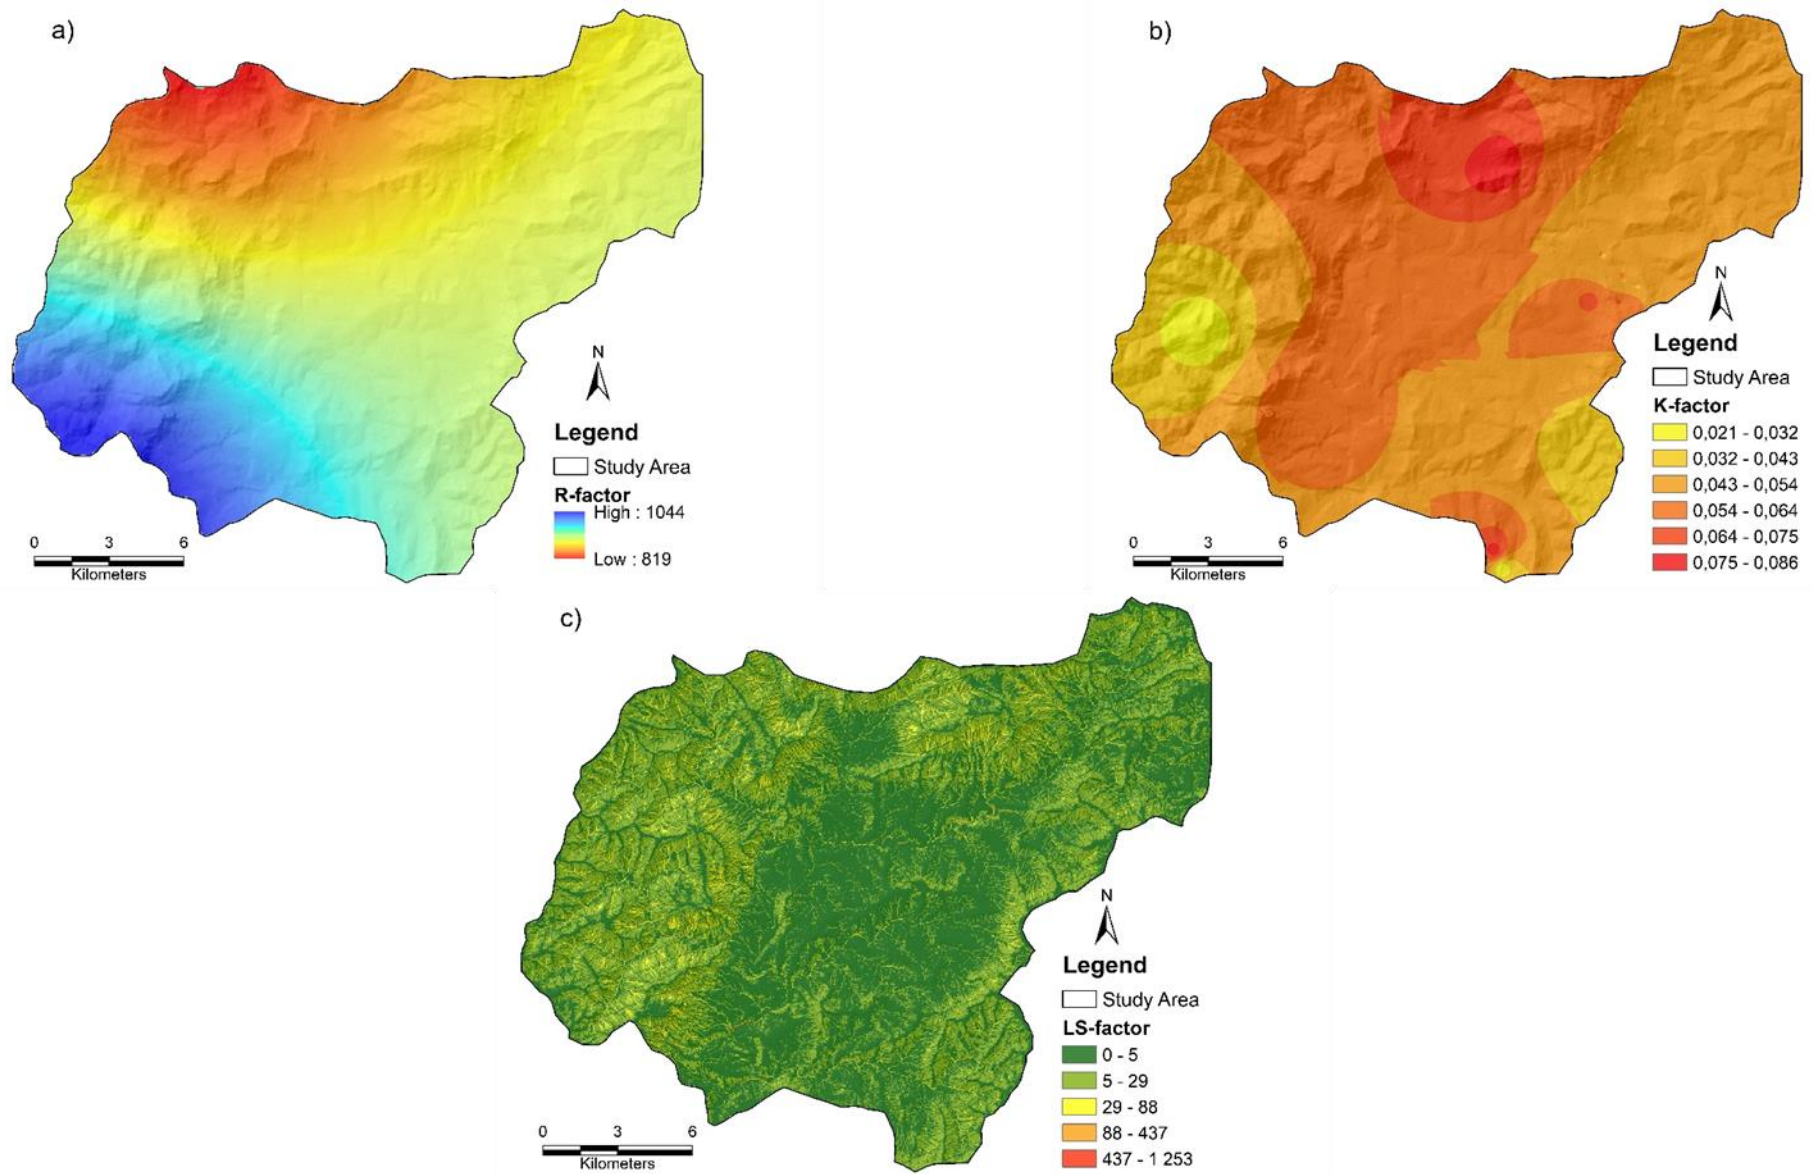 a)
N
Legend
Study Area
R-factor
High : 1044
Low : 819
0 3 6
Kilometers
b)
N
Legend
Study Area
K-factor
0,021 - 0,032
0,032 - 0,043
0,043 - 0,054
0,054 - 0,064
0,064 - 0,075
0,075 - 0,086
0 3 6
Kilometers
c)
N
Legend
Study Area
LS-factor
0 - 5
5 - 29
29 - 88
88 - 437
437 - 1 253
0 3 6
Kilometers